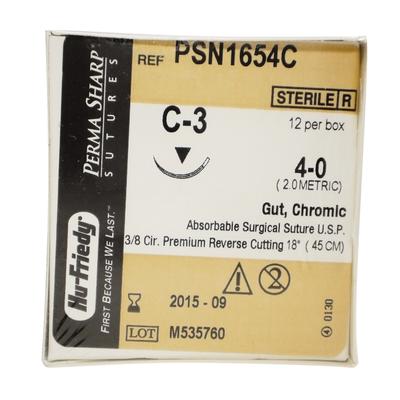 REF PSN1654C
PERMA SHARP
SUTURES
Hu-Friedy
FIRST BECAUSE WE LAST.™
STERILE R
C-3
12 per box
4-0
(2.0 METRIC)
Gut, Chromic
Absorbable Surgical Suture U.S.P.
3/8 Cir. Premium Reverse Cutting 18" (45 CM)
2
2015 - 09
LOT M535760
4 0130